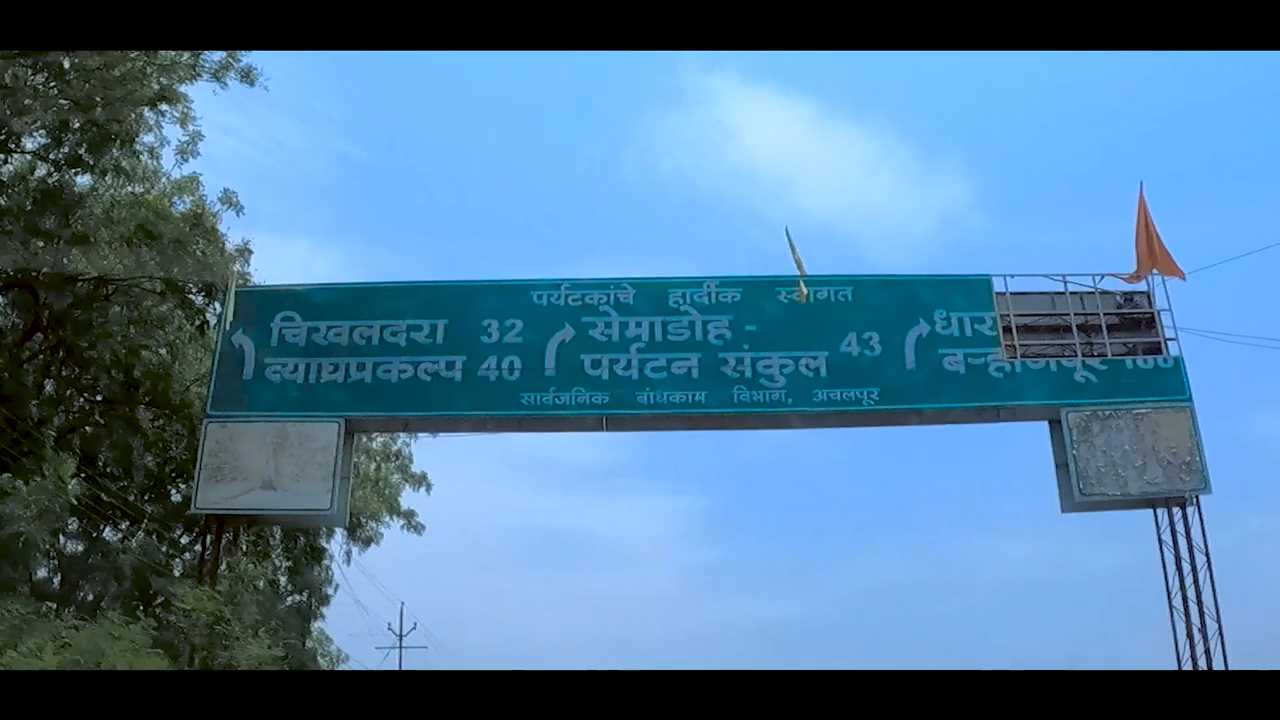 पर्यटकांचे हार्दीक स्वागत
चिखलदरा 32
व्याघ्रप्रकल्प 40
सेमाडोह -
पर्यटन संकुल 43
बऱ्हाणपूर
सार्वजनिक बांधकाम विभाग, अचलपूर